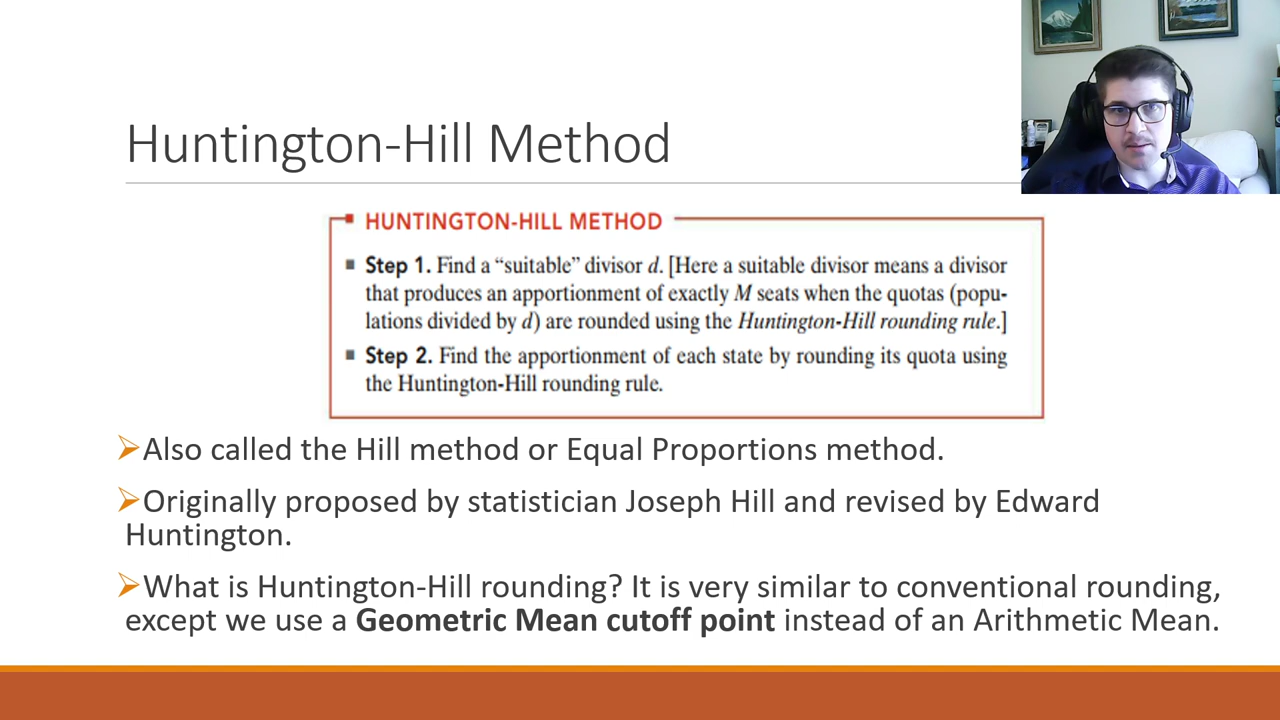 Huntington-Hill Method
HUNTINGTON-HILL METHOD
Step 1. Find a “suitable” divisor d. [Here a suitable divisor means a divisor
that produces an apportionment of exactly M seats when the quotas (popu-
lations divided by d) are rounded using the Huntington-Hill rounding rule.]
Step 2. Find the apportionment of each state by rounding its quota using
the Huntington-Hill rounding rule.
Also called the Hill method or Equal Proportions method.
Originally proposed by statistician Joseph Hill and revised by Edward
Huntington.
What is Huntington-Hill rounding? It is very similar to conventional rounding,
except we use a Geometric Mean cutoff point instead of an Arithmetic Mean.